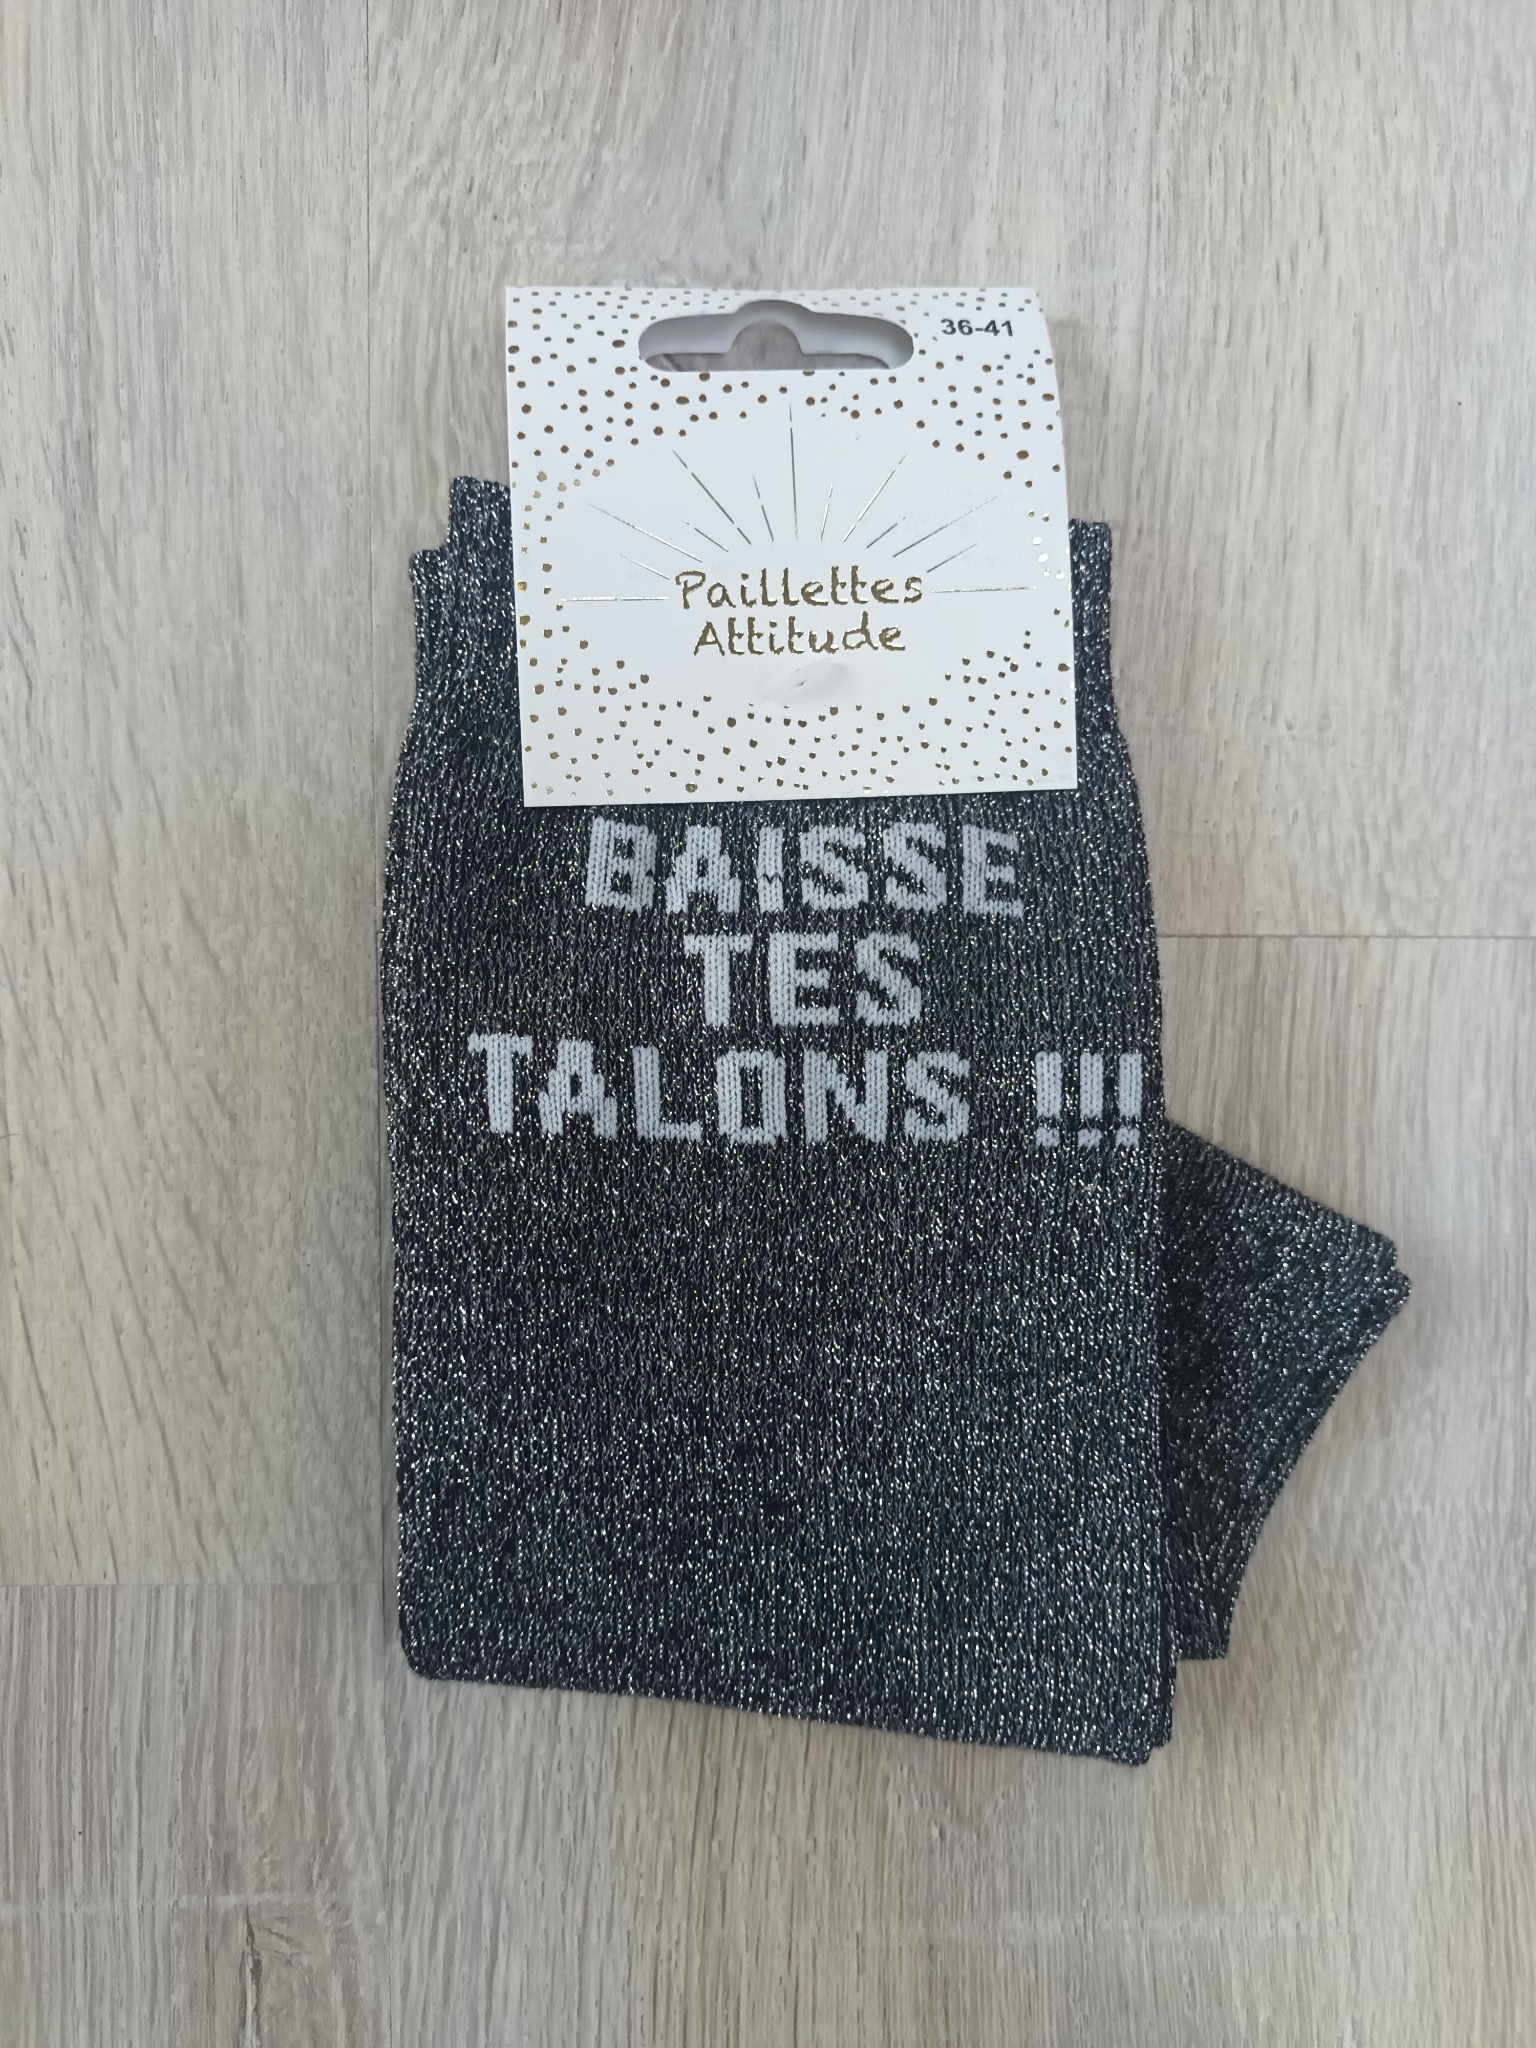 36-41
Paillettes
Attitude
BAISSE
TES
TALONS !!!